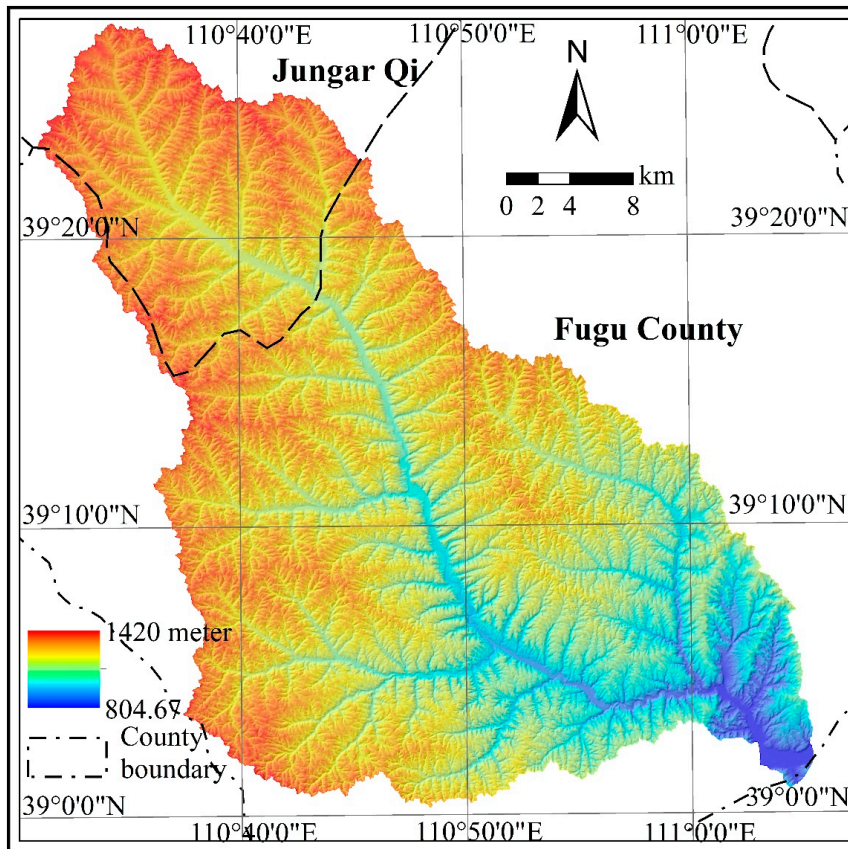 110°40'0"E 110°50'0"E 111°0'0"E
Jungar Qi
N
km
0 2 4 8
39°20'0"N 39°20'0"N
Fugu County
39°10'0"N 39°10'0"N
1420 meter
804.67
County
boundary
39°0'0"N 39°0'0"N
110°40'0"E 110°50'0"E 111°0'0"E